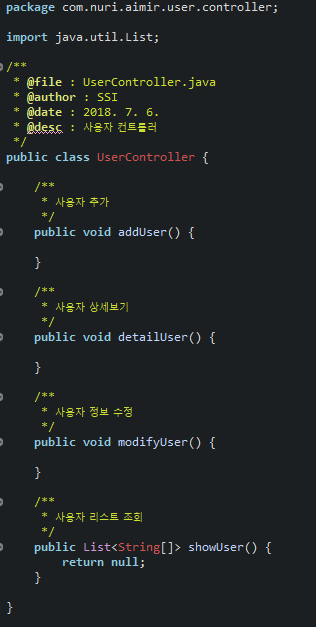 package com.nuri.aimir.user.controller;
import java.util.List;
/**
 * @file : UserController.java
 * @author : SSI
 * @date : 2018. 7. 6.
 * @desc : 사용자 컨트롤러
 */
public class UserController {
    /**
     * 사용자 추가
     */
    public void addUser() {
    }
    /**
     * 사용자 상세보기
     */
    public void detailUser() {
    }
    /**
     * 사용자 정보 수정
     */
    public void modifyUser() {
    }
    /**
     * 사용자 리스트 조회
     */
    public List<String[]> showUser() {
        return null;
    }
}